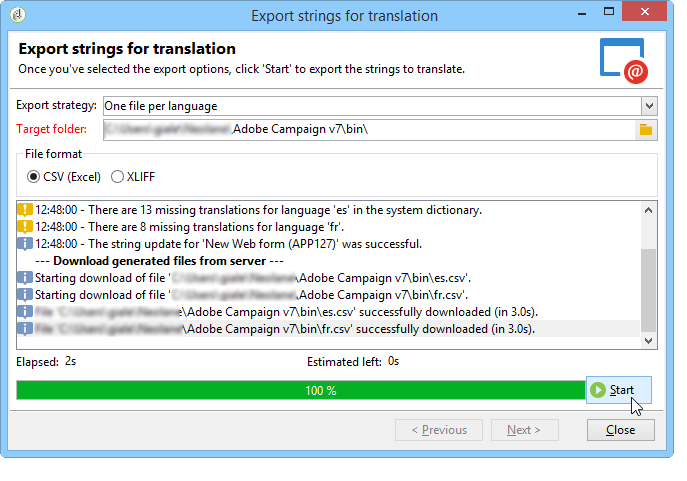 Export strings for translation
Export strings for translation
Once you've selected the export options, click 'Start' to export the strings to translate.
Export strategy: One file per language
Target folder: Adobe Campaign v7\bin\
File format
CSV (Excel) XLIFF
12:48:00 - There are 13 missing translations for language 'es' in the system dictionary.
12:48:00 - There are 8 missing translations for language 'fr'.
12:48:00 - The string update for 'New Web form (APP127)' was successful.
--- Download generated files from server ---
Starting download of file '\Adobe Campaign v7\bin\es.csv'.
Starting download of file 'Adobe Campaign v7\bin\fr.csv'.
\Adobe Campaign v7\bin\es.csv' successfully downloaded (in 3.0s).
\Adobe Campaign v7\bin\fr.csv' successfully downloaded (in 3.0s).
Elapsed: 2s Estimated left: 0s
100 % Start
< Previous Next > Close